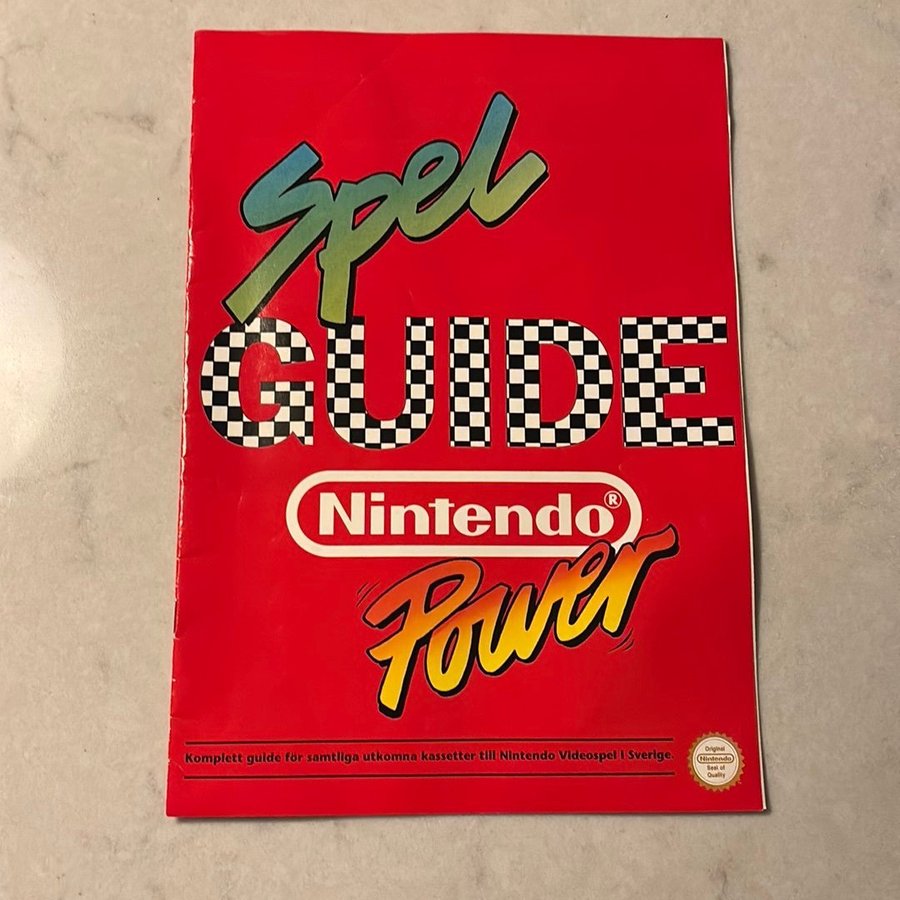 Spel
GUIDE
Nintendo®
Power
Komplett guide för samtliga utkomna kassetter till Nintendo Videospel i Sverige.
Original
Nintendo
Seal of
Quality